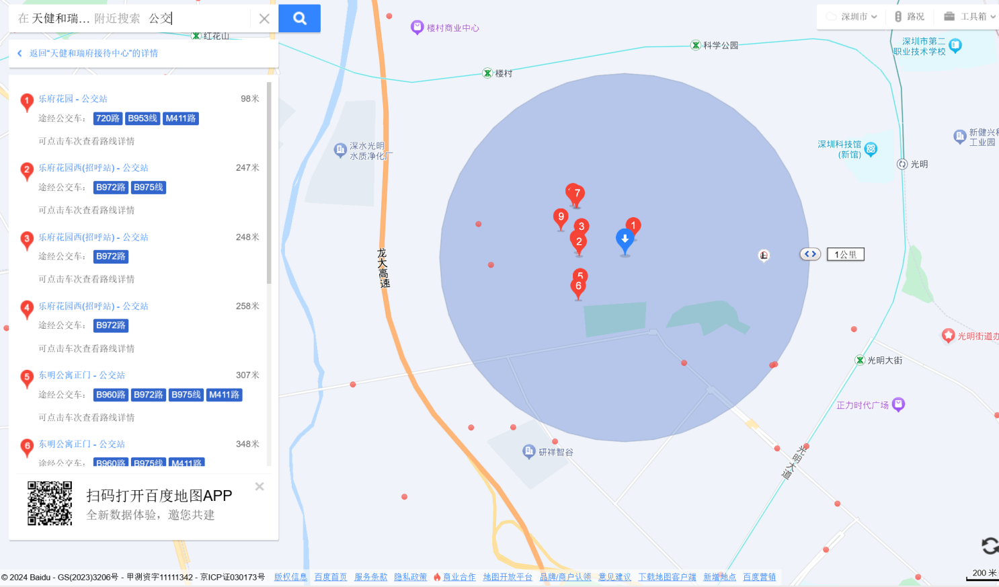 在 天健和瑞... 附近搜索 公交
返回"天健和瑞府接待中心"的详情
1 乐府花园 - 公交站 98米
途经公交车： 720路 B953线 M411路
可点击车次查看路线详情
2 乐府花园西(招呼站) - 公交站 247米
途经公交车： B972路 B975线
可点击车次查看路线详情
3 乐府花园西(招呼站) - 公交站 248米
途经公交车： B972路
可点击车次查看路线详情
4 乐府花园西(招呼站) - 公交站 258米
途经公交车： B972路
可点击车次查看路线详情
5 东明公寓正门 - 公交站 307米
途经公交车： B960路 B972路 B975线 M411路
可点击车次查看路线详情
6 东明公寓正门 - 公交站 348米
途经公交车： B960路 B975线 M411路
扫码打开百度地图APP
全新数据体验，邀您共建
深圳市 路况 工具箱
红花山
楼村商业中心
科学公园
楼村
深圳市第二
职业技术学校
深水光明
水质净化厂
深圳科技馆
(新馆)
新健兴科
工业园
光明
7
9
3
1
2
5
6
1公里
龙大高速
光明街道办
光明大街
正力时代广场
研祥智谷
光明大道
200 米
© 2024 Baidu - GS(2023)3206号 - 甲测资字11111342 - 京ICP证030173号 版权信息 百度首页 服务条款 隐私政策 商业合作 地图开放平台 品牌/商户认领 意见建议 下载地图客户端 新增地点 百度营销